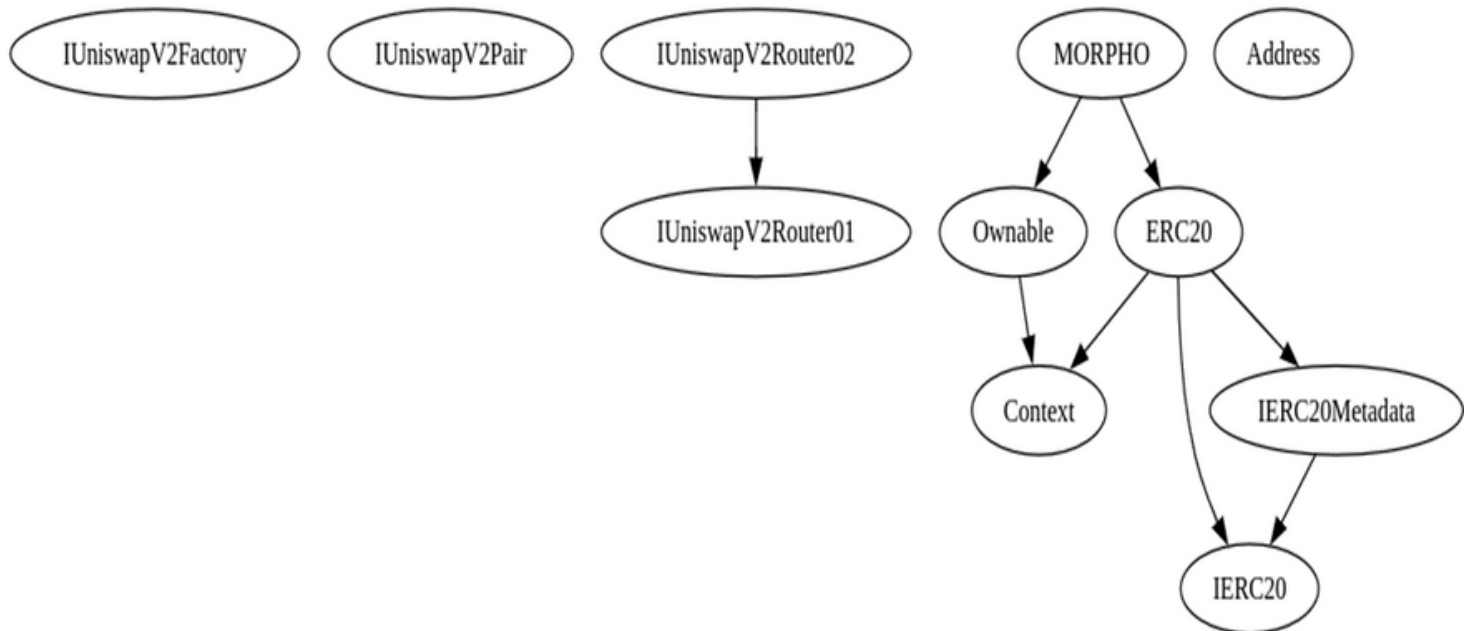 IUniswapV2Factory
IUniswapV2Pair
IUniswapV2Router02
MORPHO
Address
IUniswapV2Router01
Ownable
ERC20
Context
IERC20Metadata
IERC20